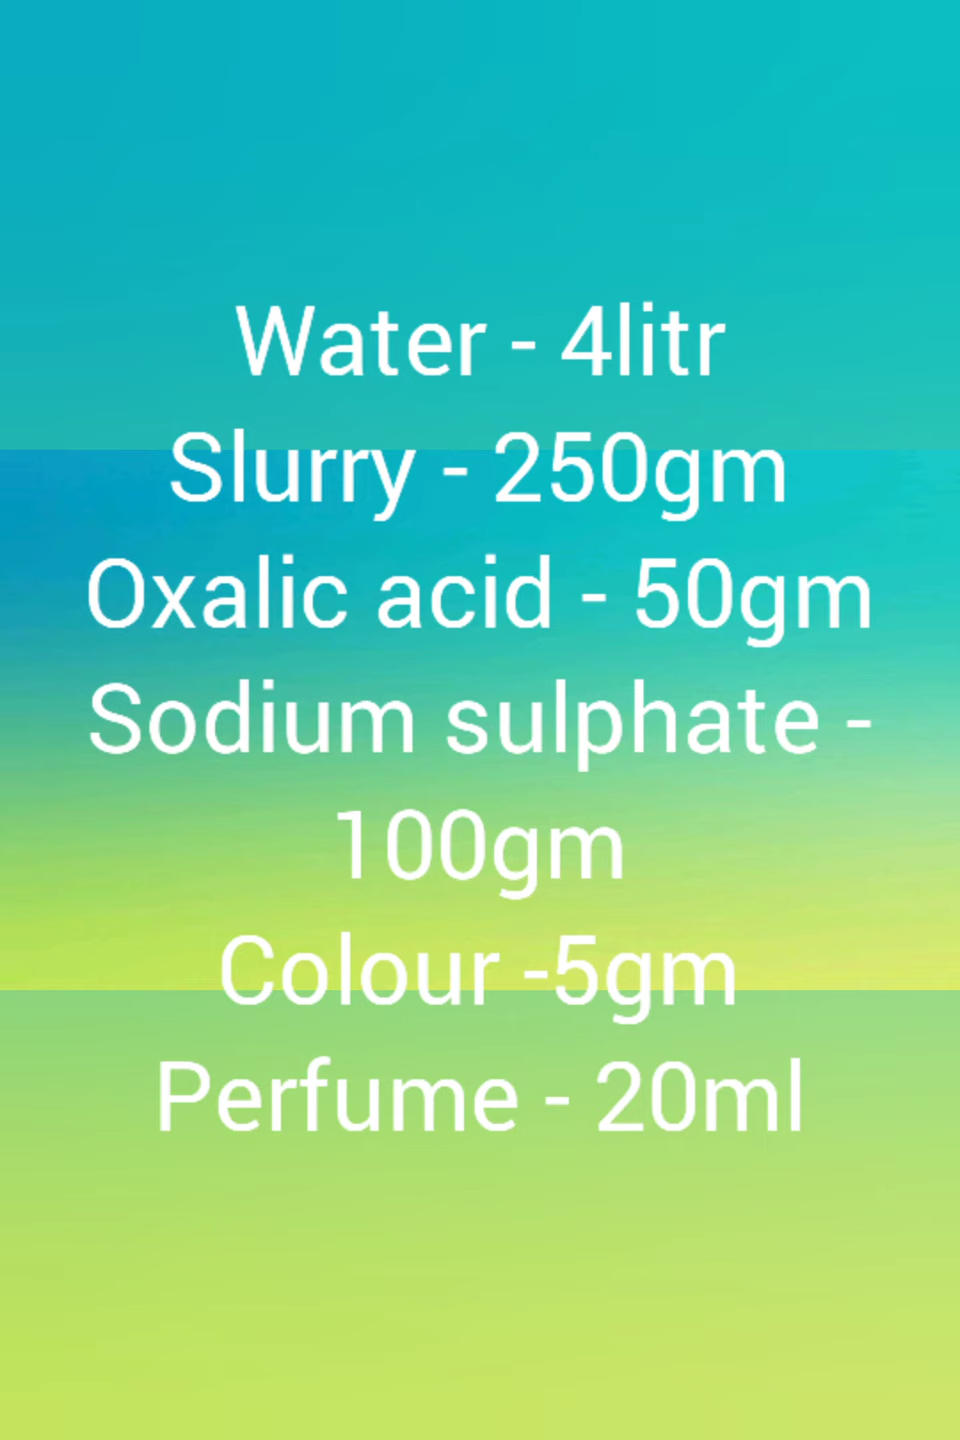 Water - 4litr
Slurry - 250gm
Oxalic acid - 50gm
Sodium sulphate -
100gm
Colour -5gm
Perfume - 20ml